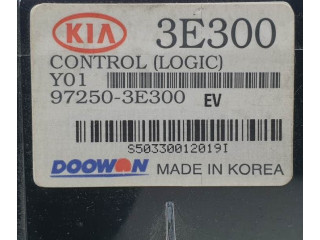 KIA 3E300
CONTROL (LOGIC)
Y01
97250-3E300 EV
S50330012019I
DOOWON MADE IN KOREA